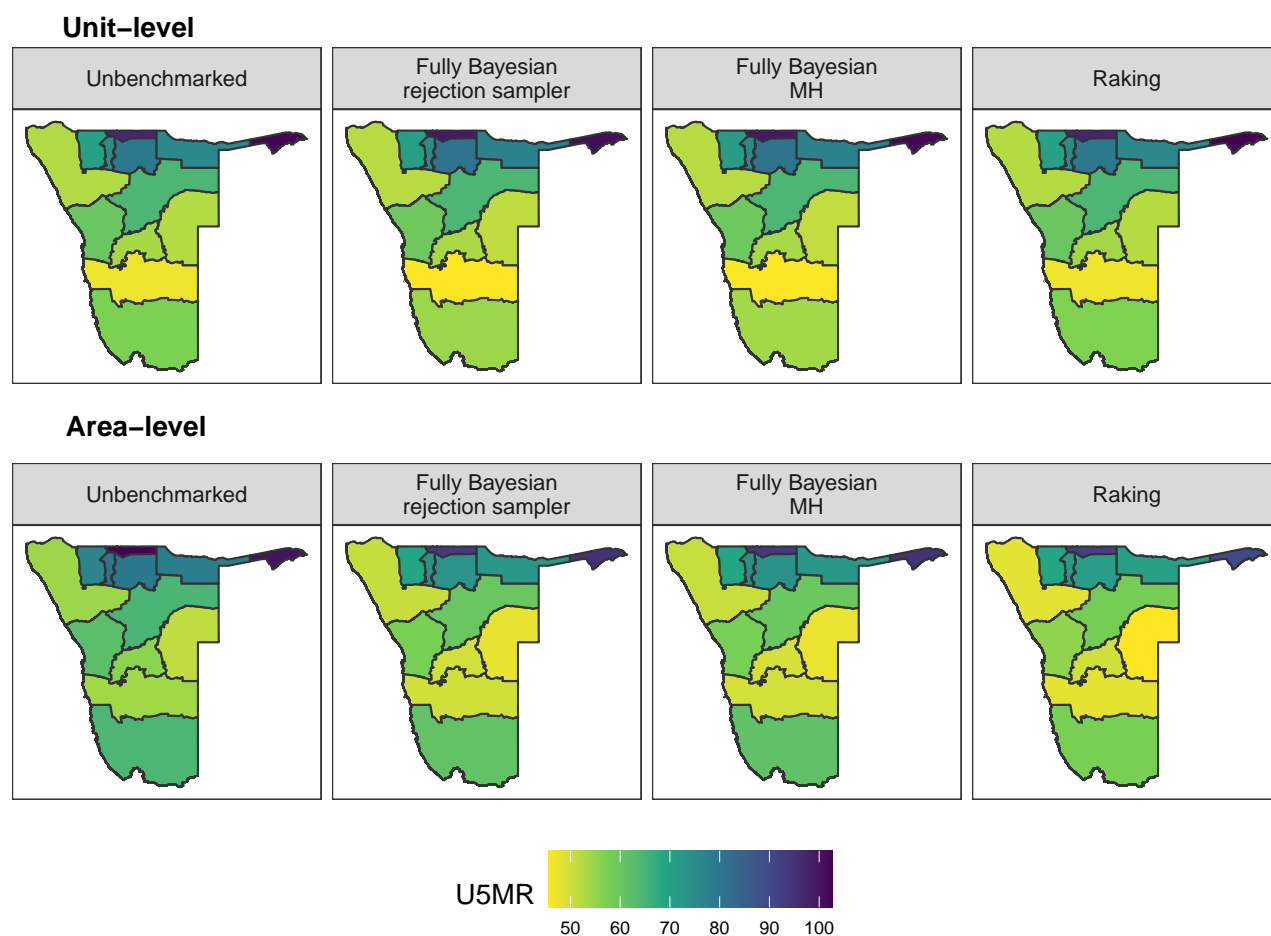 Unit–level
Unbenchmarked
Fully Bayesian
rejection sampler
Fully Bayesian
MH
Raking
Area–level
Unbenchmarked
Fully Bayesian
rejection sampler
Fully Bayesian
MH
Raking
U5MR
50 60 70 80 90 100